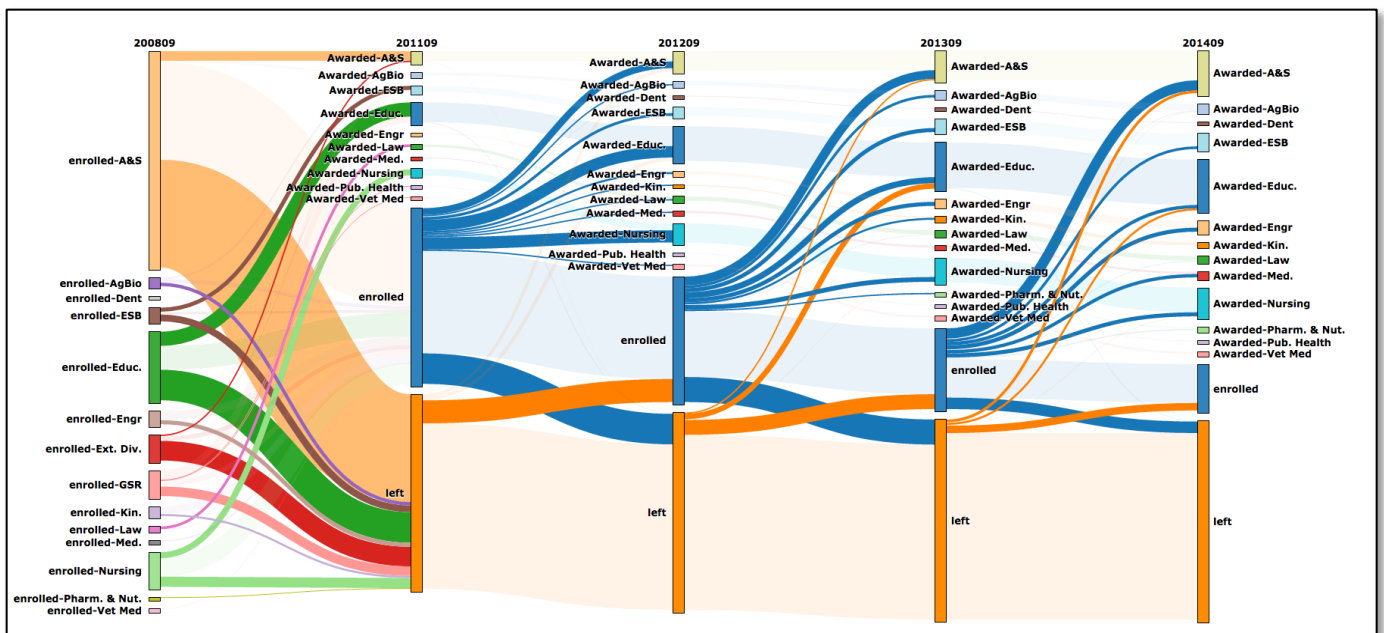 200809
201109
201209
201309
201409
enrolled-A&S
enrolled-AgBio
enrolled-Dent
enrolled-ESB
enrolled-Educ.
enrolled-Engr
enrolled-Ext. Div.
enrolled-GSR
enrolled-Kin.
enrolled-Law
enrolled-Med.
enrolled-Nursing
enrolled-Pharm. & Nut.
enrolled-Vet Med
Awarded-A&S
Awarded-AgBio
Awarded-ESB
Awarded-Educ.
Awarded-Engr
Awarded-Law
Awarded-Med.
Awarded-Nursing
Awarded-Pub. Health
Awarded-Vet Med
enrolled
left
Awarded-A&S
Awarded-AgBio
Awarded-Dent
Awarded-ESB
Awarded-Educ.
Awarded-Engr
Awarded-Kin.
Awarded-Law
Awarded-Med.
Awarded-Nursing
Awarded-Pub. Health
Awarded-Vet Med
enrolled
left
Awarded-A&S
Awarded-AgBio
Awarded-Dent
Awarded-ESB
Awarded-Educ.
Awarded-Engr
Awarded-Kin.
Awarded-Law
Awarded-Med.
Awarded-Nursing
Awarded-Pharm. & Nut.
Awarded-Pub. Health
Awarded-Vet Med
enrolled
left
Awarded-A&S
Awarded-AgBio
Awarded-Dent
Awarded-ESB
Awarded-Educ.
Awarded-Engr
Awarded-Kin.
Awarded-Law
Awarded-Med.
Awarded-Nursing
Awarded-Pharm. & Nut.
Awarded-Pub. Health
Awarded-Vet Med
enrolled
left